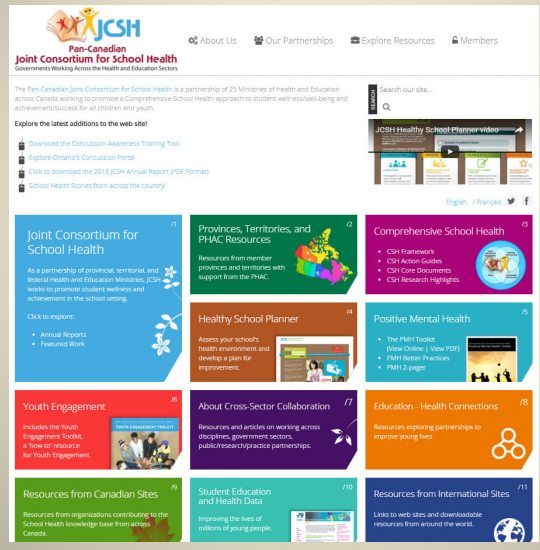 JCSH
Pan-Canadian
Joint Consortium for School Health
Governments Working Across the Health and Education Sectors
About Us
Our Partnerships
Explore Resources
Members
The Pan-Canadian Joint Consortium for School Health is a partnership of 25 Ministries of Health and Education
across Canada working to promote a Comprehensive School Health approach to student wellness/well-being and
achievement/success for all children and youth.
Explore the latest additions to the web site!
Download the Concussion Awareness Training Tool
Explore Ontario's Concussion Portal
Click to download the 2015 JCSH Annual Report (PDF Format)
School Health Stories from across the country!
SEARCH
Search our site...
JCSH Healthy School Planner video
English / Français
/1
Joint Consortium for
School Health
As a partnership of provincial, territorial, and
federal Health and Education Ministries, JCSH
works to promote student wellness and
achievement in the school setting.
Click to explore:
• Annual Reports
• Featured Work
/2
Provinces, Territories, and
PHAC Resources
Resources from member
provinces and territories with
support from the PHAC.
/3
Comprehensive School Health
• CSH Framework
• CSH Action Guides
• CSH Core Documents
• CSH Research Highlights
/4
Healthy School Planner
Assess your school's
health environment and
develop a plan for
improvement.
/5
Positive Mental Health
• The PMH Toolkit
(View Online | View PDF)
• PMH Better Practices
• PMH 2-pager
Positive Mental Health Toolkit
/6
Youth Engagement
Includes the Youth
Engagement Toolkit,
a 'how-to' resource
for Youth Engagement.
YOUTH ENGAGEMENT TOOLKIT
/7
About Cross-Sector Collaboration
Resources and articles on working across
disciplines, government sectors,
public/research/practice partnerships.
/8
Education - Health Connections
Resources exploring partnerships to
improve young lives
/9
Resources from Canadian Sites
Resources from organizations contributing to the
School Health knowledge base from across
Canada.
/10
Student Education
and Health Data
Improving the lives of
millions of young people.
/11
Resources from International Sites
Links to web sites and downloadable
resources from around the world.